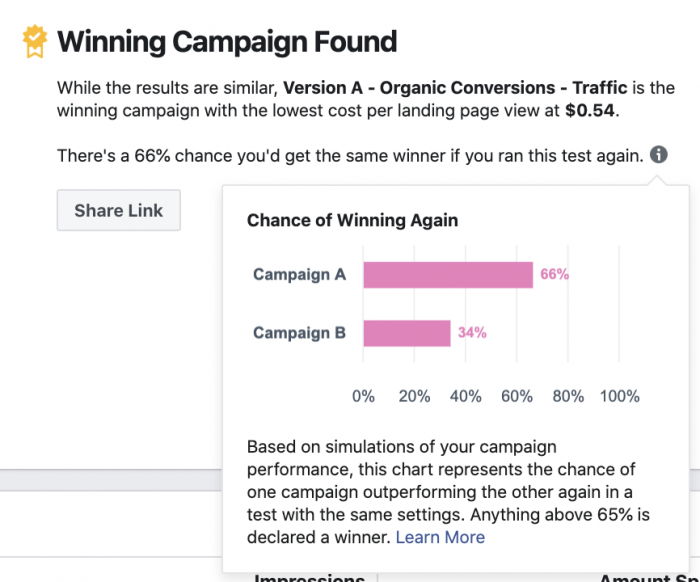 Winning Campaign Found
While the results are similar, Version A - Organic Conversions - Traffic is the
winning campaign with the lowest cost per landing page view at $0.54.
There's a 66% chance you'd get the same winner if you ran this test again.
Share Link
Chance of Winning Again
Campaign A 66%
Campaign B 34%
0% 20% 40% 60% 80% 100%
Based on simulations of your campaign
performance, this chart represents the chance of
one campaign outperforming the other again in a
test with the same settings. Anything above 65% is
declared a winner. Learn More
Impressions Amount Sp